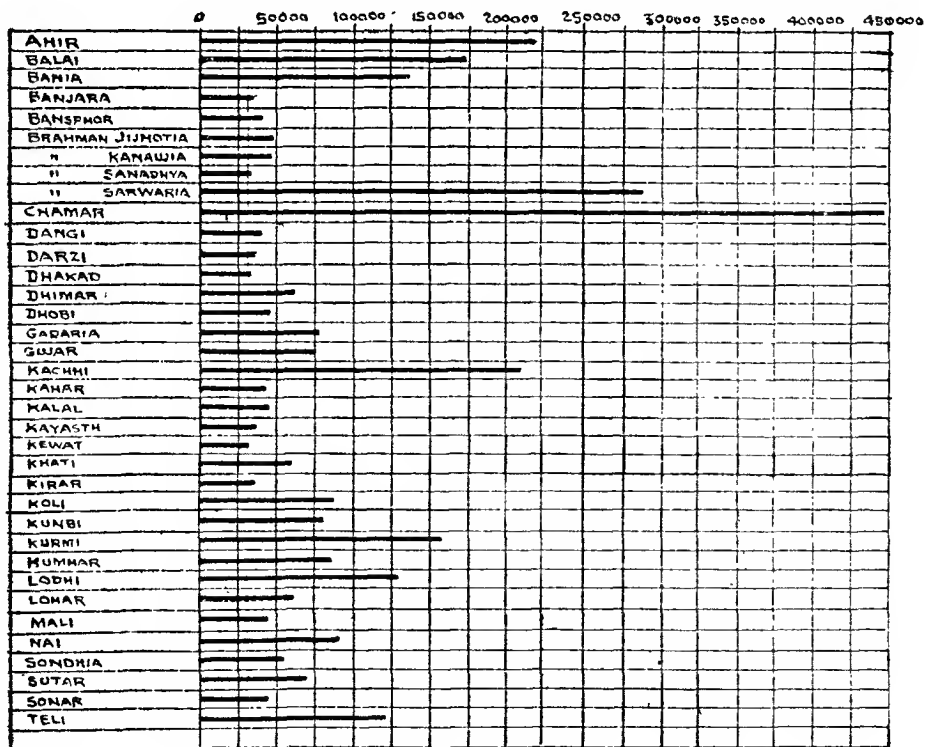 0 50000 100000 150000 200000 250000 300000 350000 400000 450000
AHIR
BALAI
BANIA
BANJARA
BANSPHOR
BRAHMAN JIJHOTIA
" KANAUJIA
" SANADHYA
" SARWARIA
CHAMAR
DANGI
DARZI
DHAKAD
DHIMAR
DHOBI
GADARIA
GUJAR
KACHHI
KAHAR
KALAL
KAYASTH
KEWAT
KHATI
KIRAR
KOLI
KUNBI
KURMI
KUMHAR
LODHI
LOHAR
MALI
NAI
SONDHIA
SUTAR
SONAR
TELI